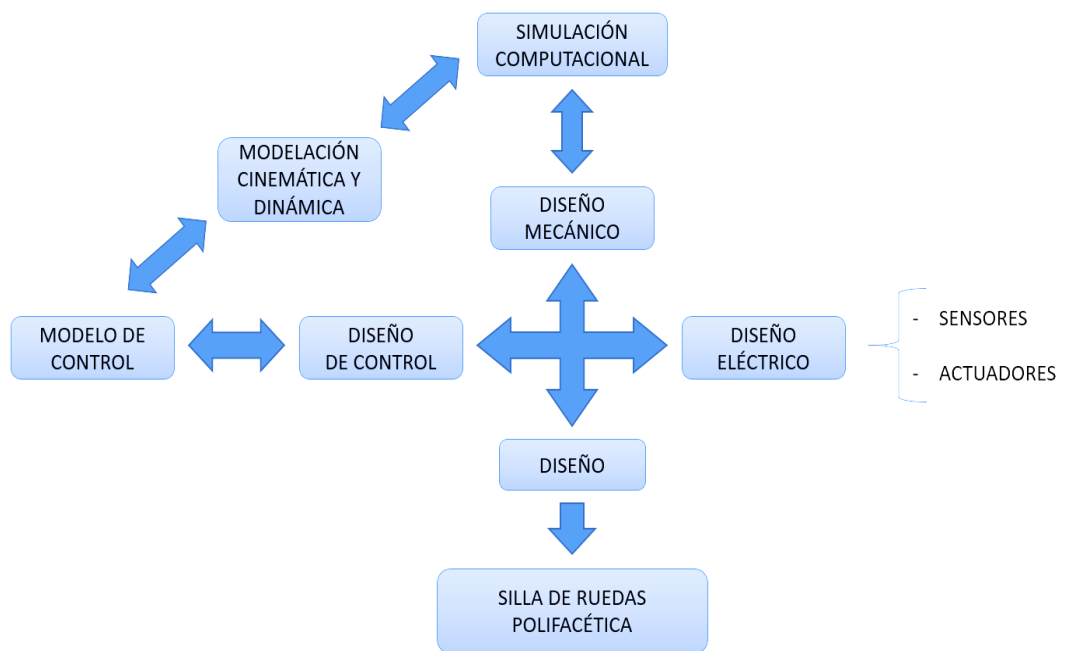 SIMULACIÓN
COMPUTACIONAL
MODELACIÓN
CINEMÁTICA Y
DINÁMICA
DISEÑO
MECÁNICO
MODELO DE
CONTROL
DISEÑO
DE CONTROL
DISEÑO
ELÉCTRICO
- SENSORES
- ACTUADORES
DISEÑO
SILLA DE RUEDAS
POLIFACÉTICA